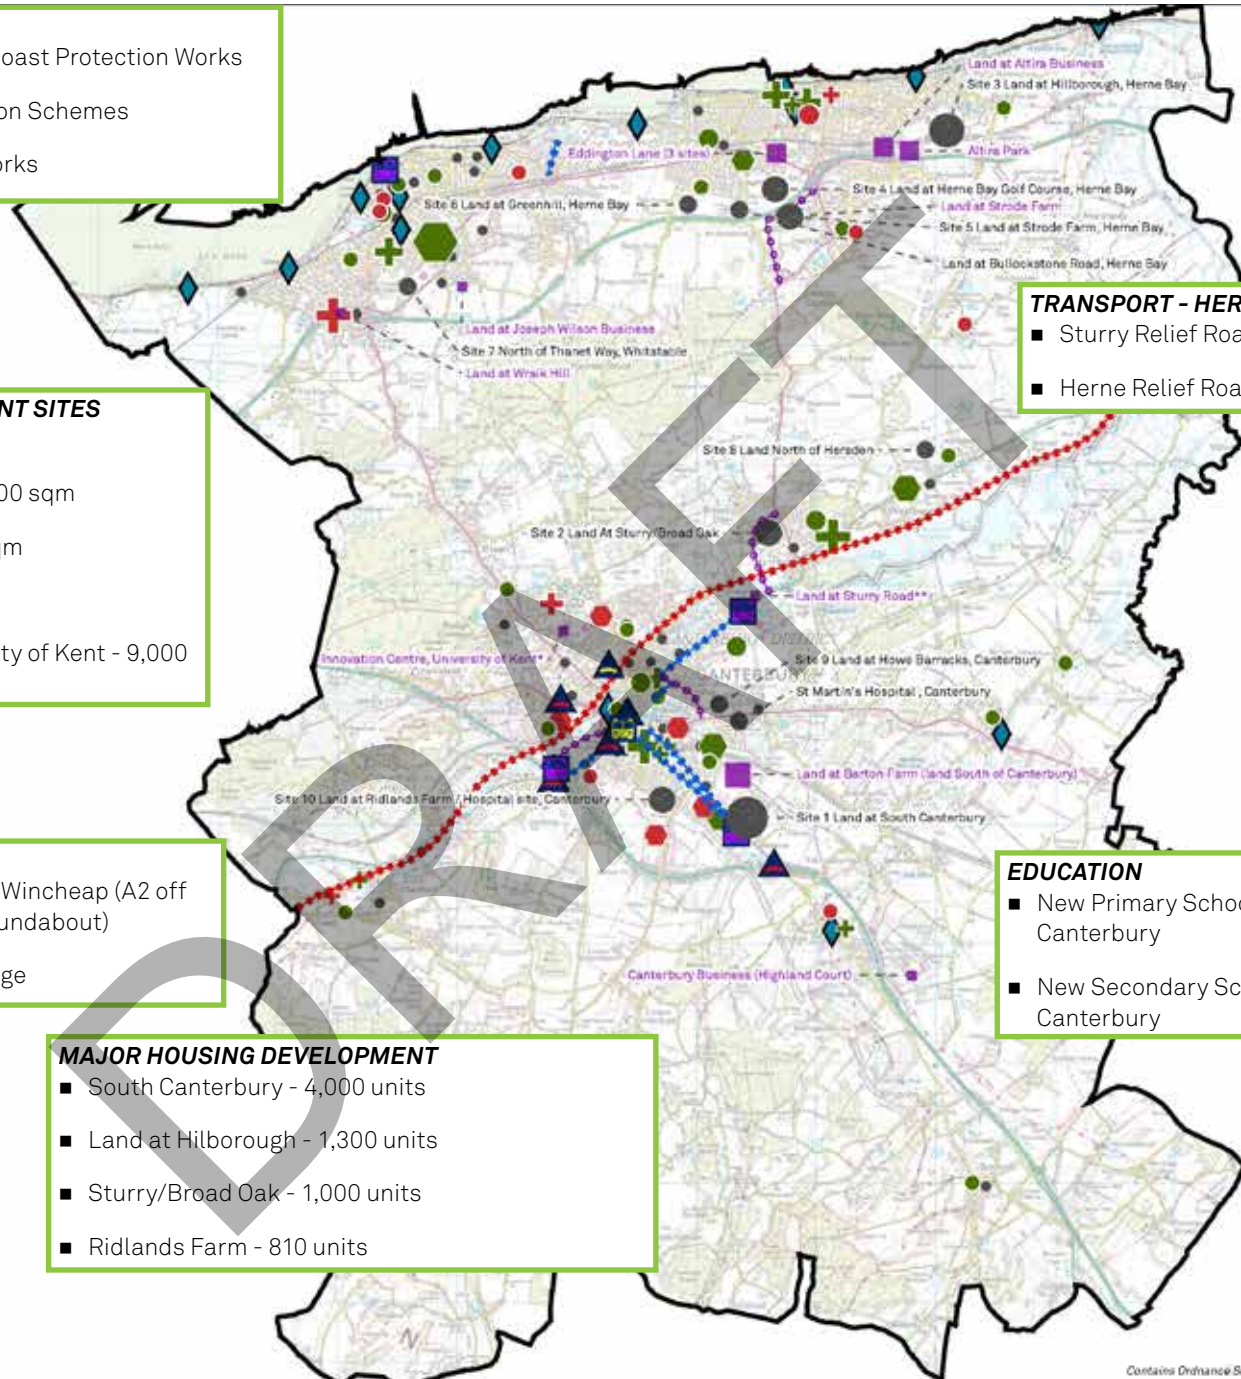 oast Protection Works
on Schemes
orks
Land at Altira Business
Site 3 Land at Hillborough, Herne Bay
Eddington Lane (3 sites)
Altira Park
Site 4 Land at Herne Bay Golf Course, Herne Bay
Site 6 Land at Greenhill, Herne Bay
Land at Strode Farm
Site 5 Land at Strode Farm, Herne Bay
Land at Bullockstone Road, Herne Bay
TRANSPORT - HER
■ Sturry Relief Roa
■ Herne Relief Roa
Land at Joseph Wilson Business
Site 7 North of Thanet Way, Whitstable
Land at Wraik Hill
NT SITES
00 sqm
qm
ty of Kent - 9,000
Site 8 Land North of Hersden
Site 2 Land At Sturry/Broad Oak
Land at Sturry Road**
Innovation Centre, University of Kent*
CANTERBURY
Site 9 Land at Howe Barracks, Canterbury
St Martin's Hospital, Canterbury
Land at Barton Farm (land South of Canterbury)
Site 10 Land at Ridlands Farm / Hospital site, Canterbury
Site 1 Land at South Canterbury
Wincheap (A2 off
undabout)
ge
EDUCATION
■ New Primary Schoo
Canterbury
■ New Secondary Sc
Canterbury
Canterbury Business (Highland Court)
MAJOR HOUSING DEVELOPMENT
■ South Canterbury - 4,000 units
■ Land at Hilborough - 1,300 units
■ Sturry/Broad Oak - 1,000 units
■ Ridlands Farm - 810 units
DRAFT
N
Contains Ordnance S